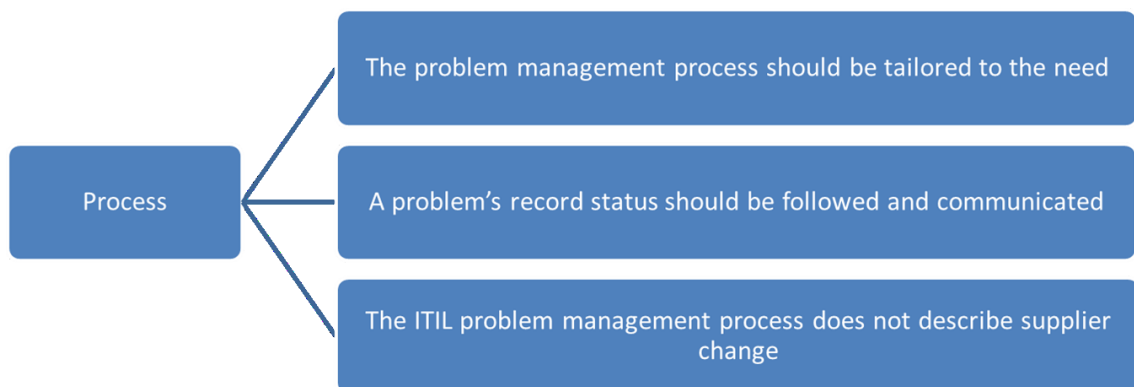 Process
The problem management process should be tailored to the need
A problem’s record status should be followed and communicated
The ITIL problem management process does not describe supplier
change